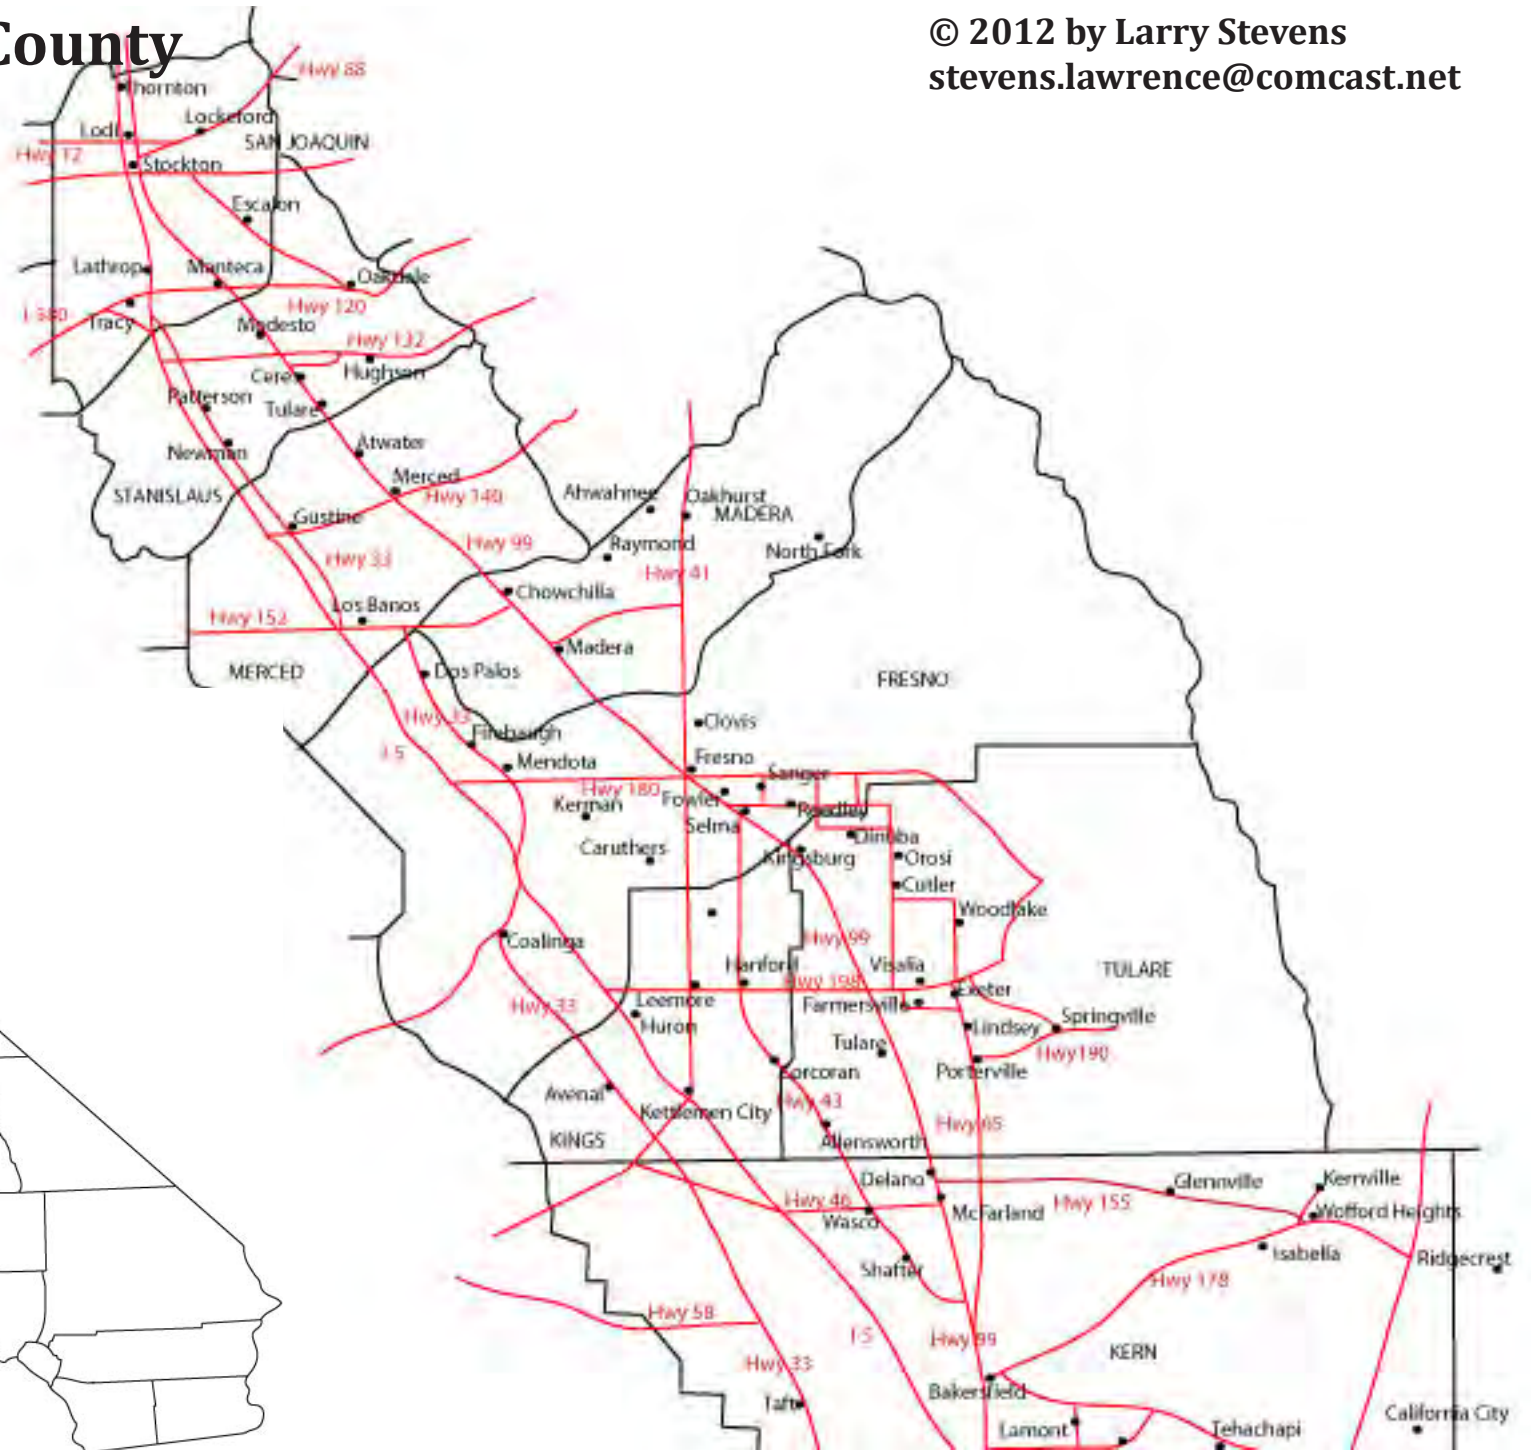 County
© 2012 by Larry Stevens
stevens.lawrence@comcast.net
Hwy 88
Thornton
Lockeford
Lodi
SAN JOAQUIN
Hwy 12
Stockton
Escalon
Lathrop
Manteca
Oakdale
Hwy 120
Tracy
Modesto
Hwy 132
Ceres
Hughson
Patterson
Tulare
Atwater
Newman
Merced
Hwy 140
STANISLAUS
Ahwahnee
Oakhurst
MADERA
Gustine
Hwy 99
Raymond
North Fork
Hwy 33
Hwy 41
Chowchilla
Los Banos
Hwy 152
Madera
MERCED
Dos Palos
FRESNO
Hwy 33
Clovis
Firebaugh
I-5
Mendota
Fresno
Sanger
Hwy 180
Kerman
Fowler
Reedley
Selma
Dinuba
Caruthers
Kingsburg
Orosi
Cutler
Woodlake
Hwy 99
Coalinga
Hanford
Visalia
TULARE
Hwy 198
Exeter
Hwy 33
Leemore
Farmersville
Huron
Lindsey
Springville
Tulare
Hwy190
Corcoran
Porterville
Avenal
Kettlemen City
Hwy 43
Hwy 65
KINGS
Allensworth
Delano
Glennville
Kernville
Hwy 46
McFarland
Hwy 155
Wofford Heights
Wasco
Isabella
Ridgecrest
Shafter
Hwy 178
Hwy 58
I-5
Hwy 99
KERN
Hwy 33
Bakersfield
Taft
Lamont
Tehachapi
California City